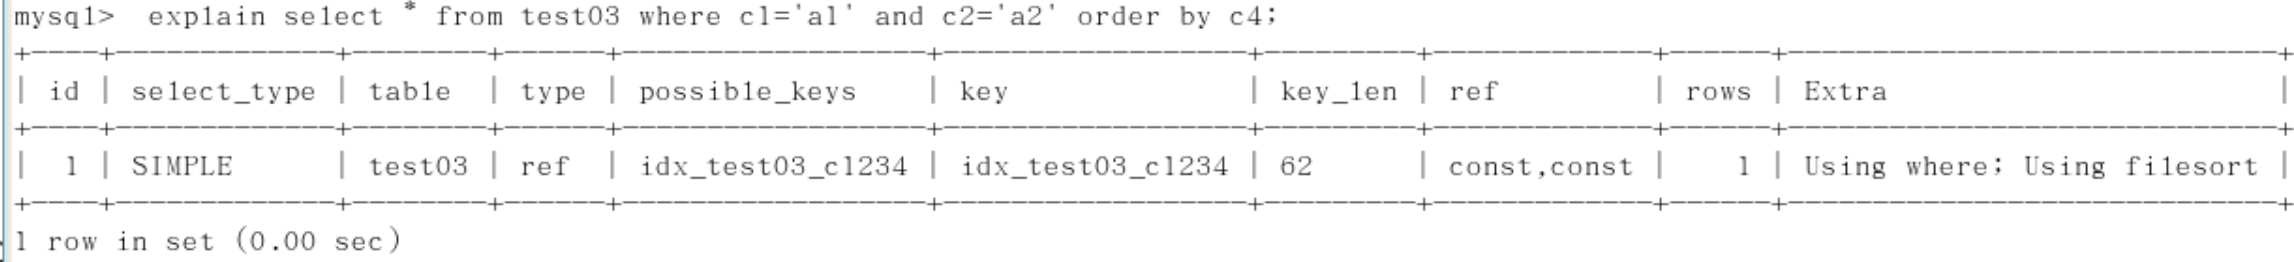 mysql>  explain select * from test03 where c1='a1' and c2='a2' order by c4;
+----+-------------+--------+------+------------------+------------------+---------+-------------+------+-----------------------------+
| id | select_type | table  | type | possible_keys    | key              | key_len | ref         | rows | Extra                       |
+----+-------------+--------+------+------------------+------------------+---------+-------------+------+-----------------------------+
|  1 | SIMPLE      | test03 | ref  | idx_test03_c1234 | idx_test03_c1234 | 62      | const,const |    1 | Using where; Using filesort |
+----+-------------+--------+------+------------------+------------------+---------+-------------+------+-----------------------------+
1 row in set (0.00 sec)